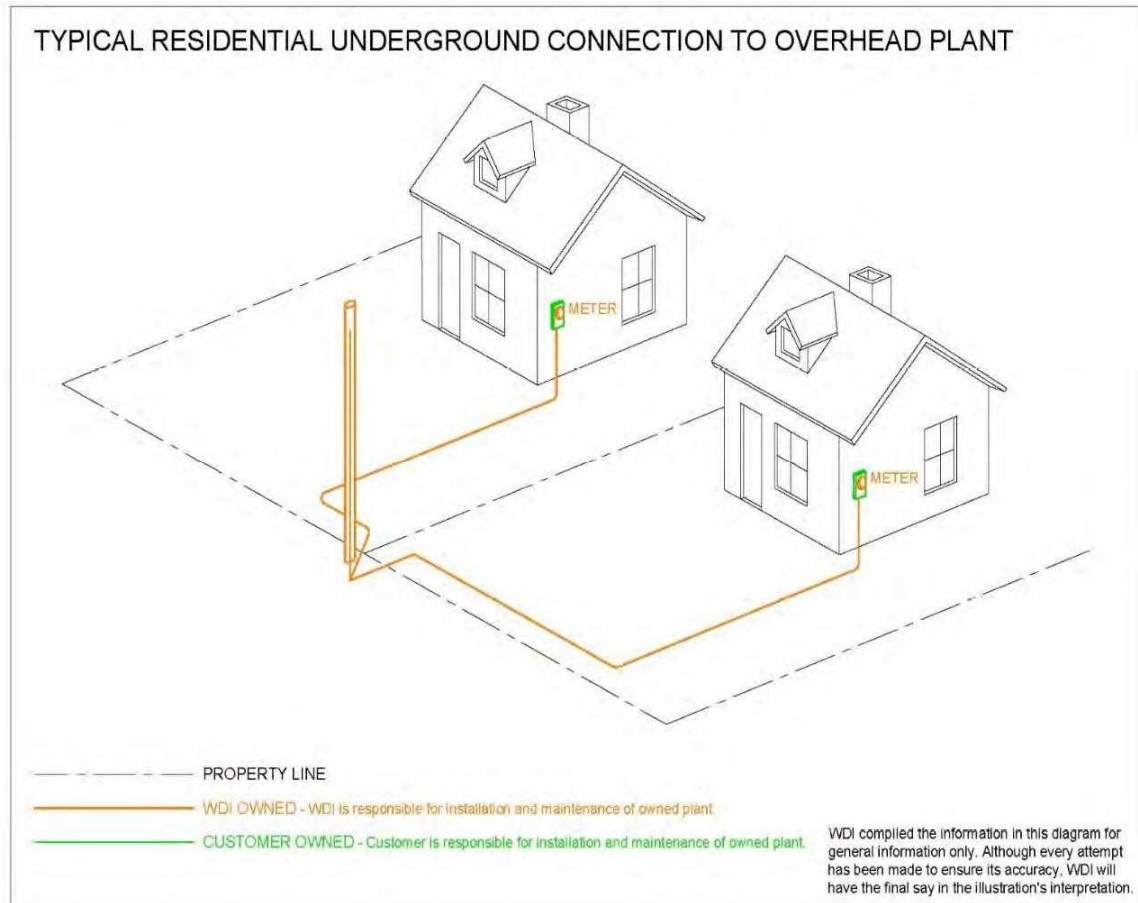 TYPICAL RESIDENTIAL UNDERGROUND CONNECTION TO OVERHEAD PLANT
METER
METER
PROPERTY LINE
WDI OWNED - WDI is responsible for installation and maintenance of owned plant
CUSTOMER OWNED - Customer is responsible for installation and maintenance of owned plant.
WDI compiled the information in this diagram for
general information only. Although every attempt
has been made to ensure its accuracy, WDI will
have the final say in the illustration's interpretation.